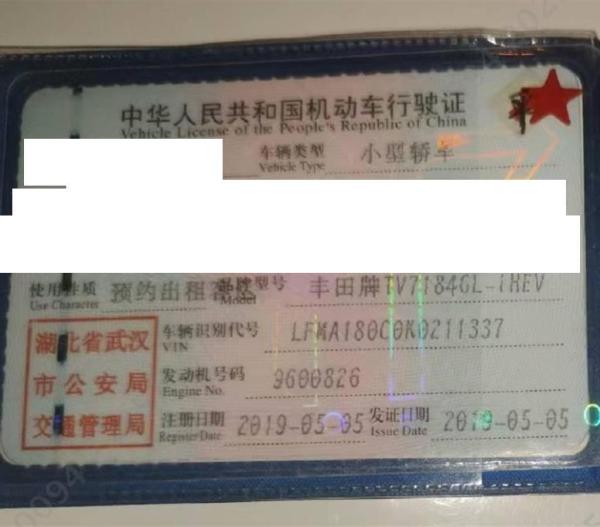 中华人民共和国机动车行驶证
Vehicle License of the People's Republic of China
车辆类型 小型轿车
Vehicle Type
使用性质 预约出租客运 品牌型号 丰田牌TV7184GL-iHEV
Use Character Model
湖北省武汉
市公安局
交通管理局
车辆识别代号 LFMA180C0K0211337
VIN
发动机号码 9600826
Engine No.
注册日期 2019-05-05 发证日期 2019-05-05
Register Date Issue Date